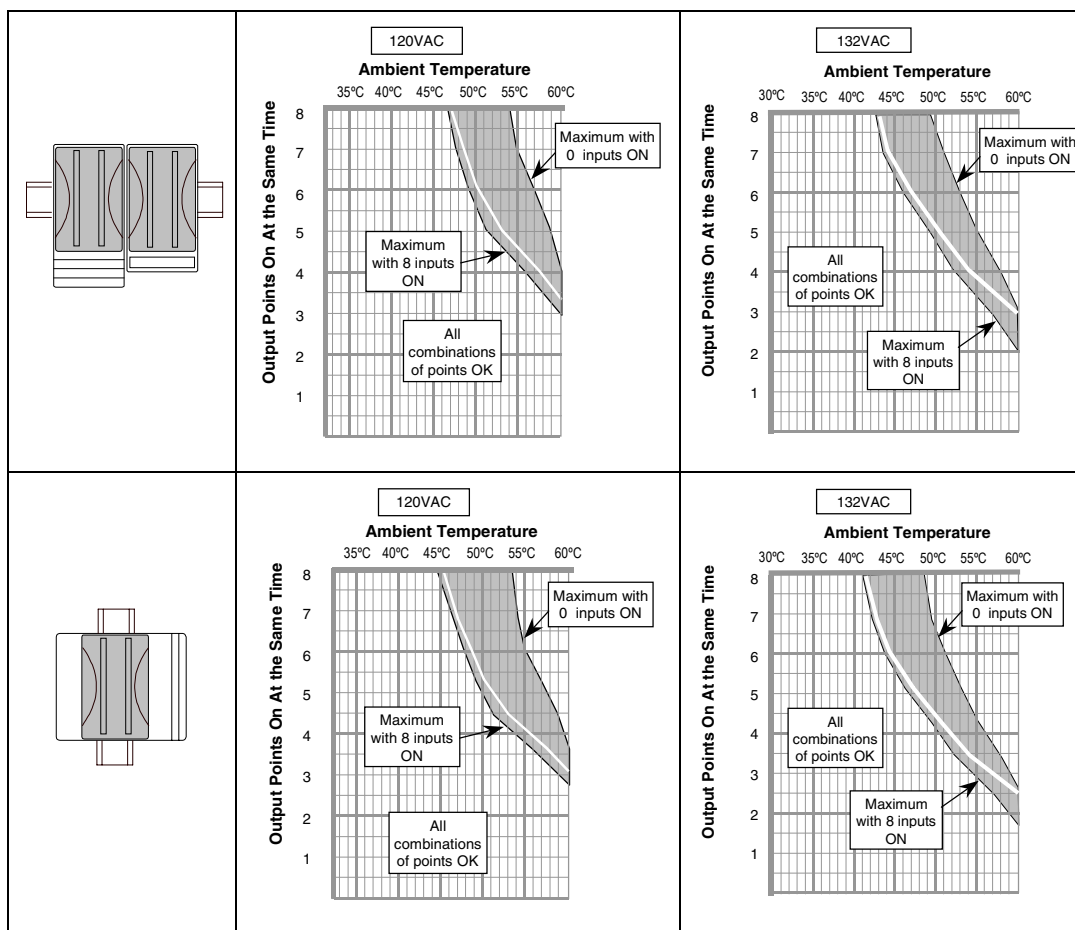 120VAC
Ambient Temperature
35ºC 40ºC 45ºC 50ºC 55ºC 60ºC
Output Points On At the Same Time
8
7
6
5
4
3
2
1
Maximum with
0 inputs ON
Maximum
with 8 inputs
ON
All
combinations
of points OK
132VAC
Ambient Temperature
30ºC 35ºC 40ºC 45ºC 50ºC 55ºC 60ºC
Output Points On At the Same Time
8
7
6
5
4
3
2
1
Maximum with
0 inputs ON
All
combinations
of points OK
Maximum
with 8 inputs
ON
120VAC
Ambient Temperature
35ºC 40ºC 45ºC 50ºC 55ºC 60ºC
Output Points On At the Same Time
8
7
6
5
4
3
2
1
Maximum with
0 inputs ON
Maximum
with 8 inputs
ON
All
combinations
of points OK
132VAC
Ambient Temperature
30ºC 35ºC 40ºC 45ºC 50ºC 55ºC 60ºC
Output Points On At the Same Time
8
7
6
5
4
3
2
1
Maximum with
0 inputs ON
All
combinations
of points OK
Maximum
with 8 inputs
ON